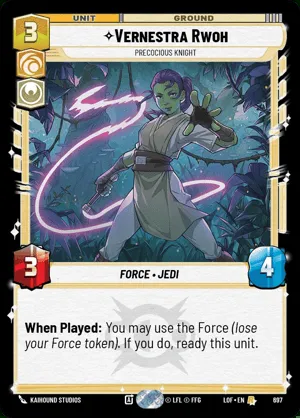 UNIT GROUND
3 VERNESTRA RWOH
PRECOCIOUS KNIGHT
FORCE • JEDI
3 4
When Played: You may use the Force (lose
your Force token). If you do, ready this unit.
KAIHOUND STUDIOS © LFL © FFG LOF • EN 697